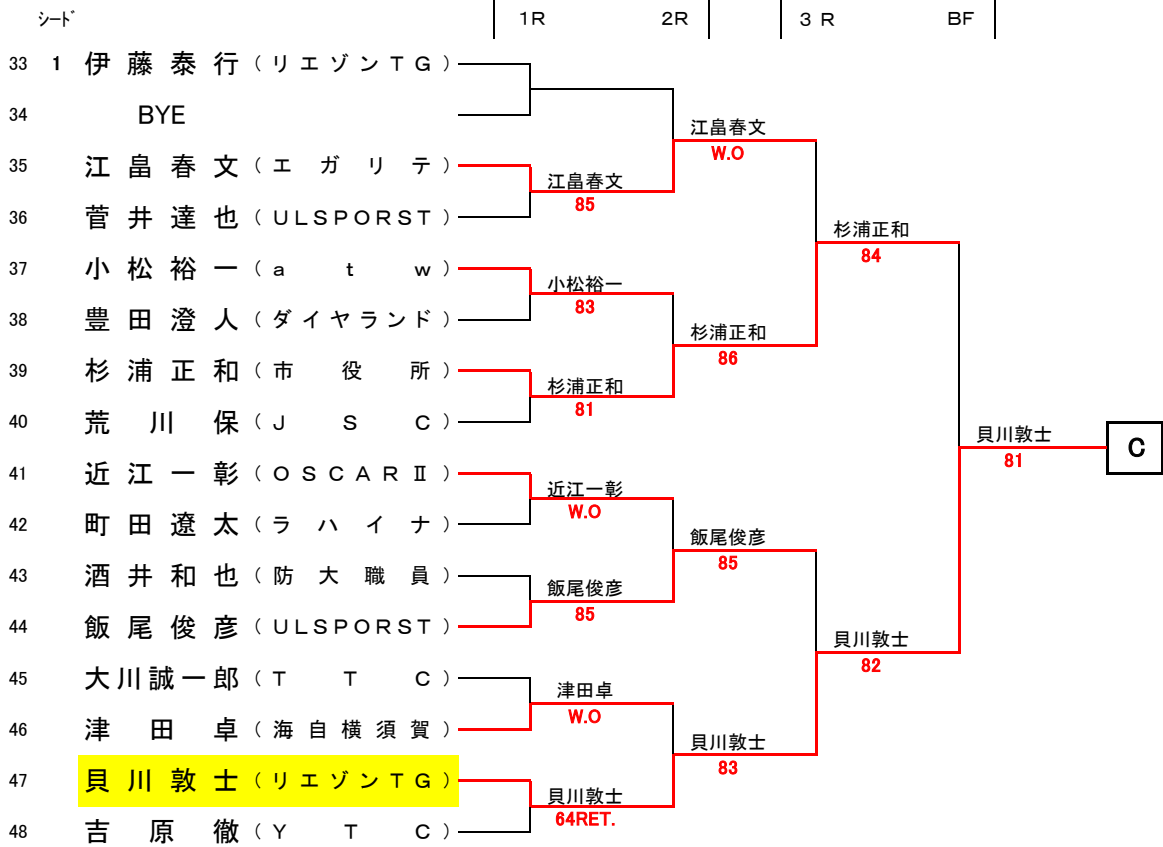 シード 1R 2R 3 R BF
33 1 伊藤泰行（リエゾンTG）
34 BYE
江畠春文
W.O
35 江畠春文（エガリテ）
江畠春文
85
36 菅井達也（ULSPORST）
杉浦正和
84
37 小松裕一（atw）
小松裕一
83
38 豊田澄人（ダイヤランド）
杉浦正和
86
39 杉浦正和（市役所）
杉浦正和
81
40 荒川保（JSC）
貝川敦士
81
C
41 近江一彰（OSCARⅡ）
近江一彰
W.O
42 町田遼太（ラハイナ）
飯尾俊彦
85
43 酒井和也（防大職員）
飯尾俊彦
85
44 飯尾俊彦（ULSPORST）
貝川敦士
82
45 大川誠一郎（TTC）
津田卓
W.O
46 津田卓（海自横須賀）
貝川敦士
83
47 貝川敦士（リエゾンTG）
貝川敦士
64RET.
48 吉原徹（YTC）